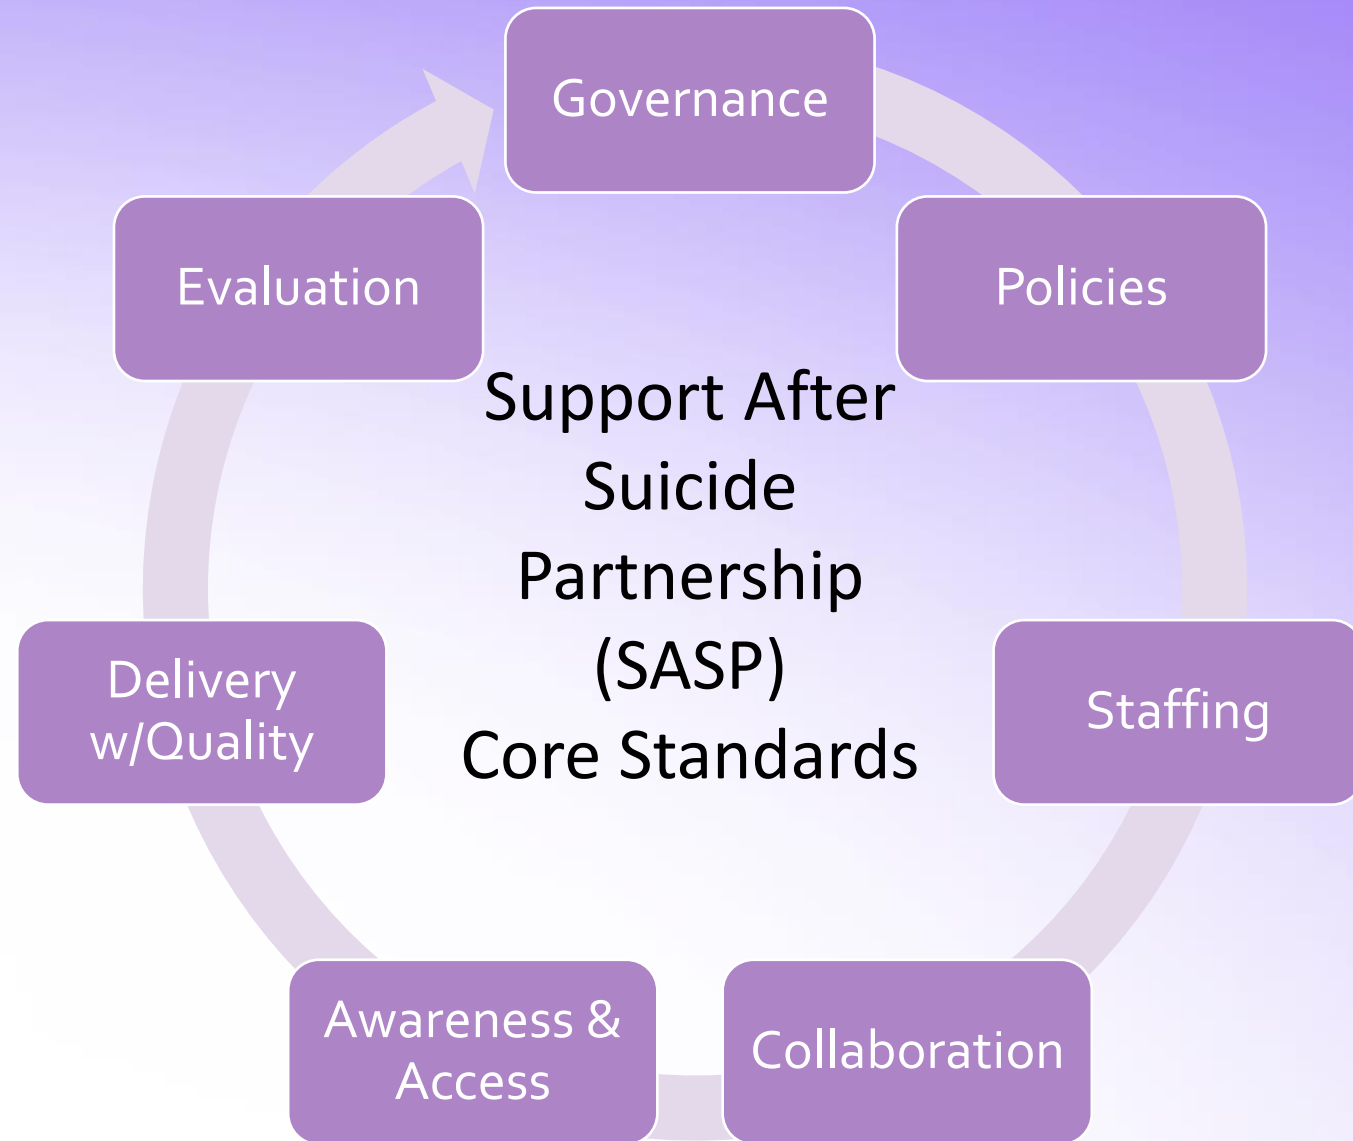 Governance
Policies
Staffing
Collaboration
Awareness &
Access
Delivery
w/Quality
Evaluation
Support After
Suicide
Partnership
(SASP)
Core Standards